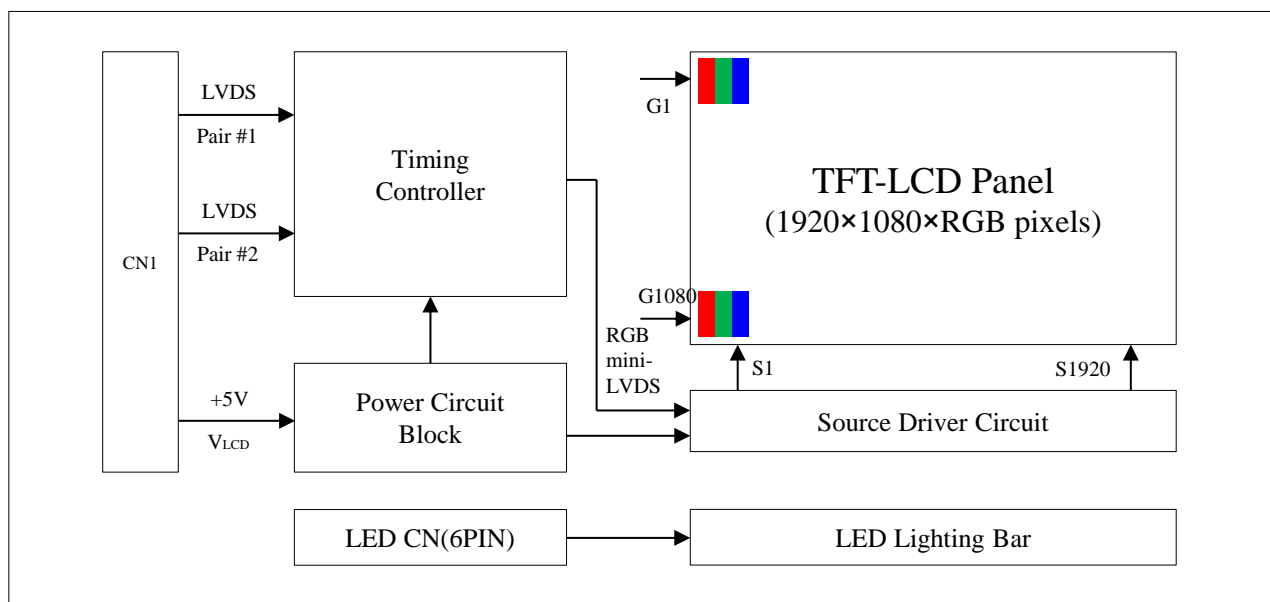 CN1
LVDS
Pair #1
LVDS
Pair #2
+5V
VLCD
Timing
Controller
Power Circuit
Block
RGB
mini-
LVDS
G1
G1080
TFT-LCD Panel
(1920×1080×RGB pixels)
S1
S1920
Source Driver Circuit
LED CN(6PIN)
LED Lighting Bar